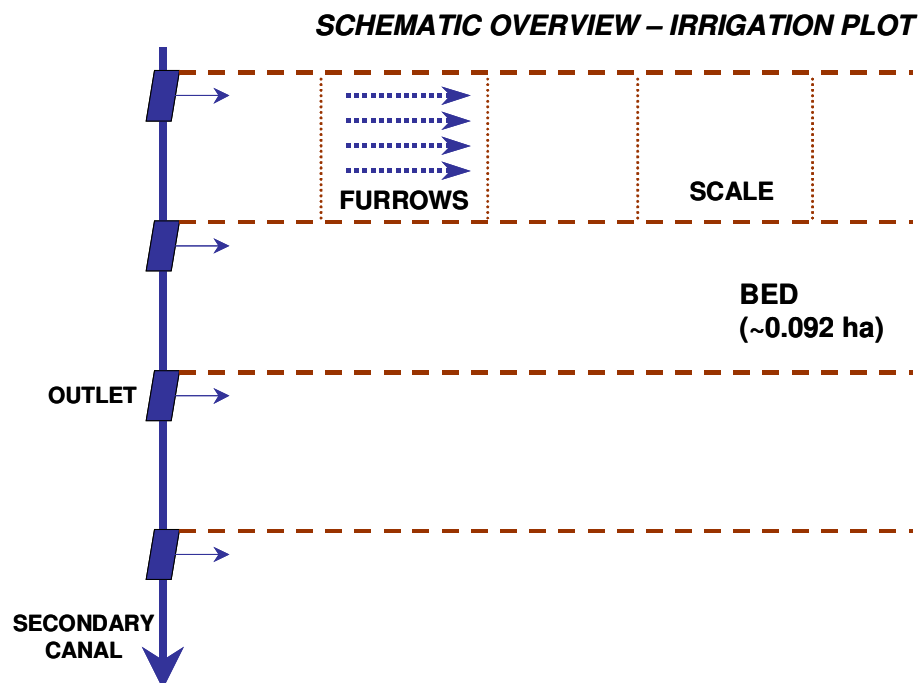 SCHEMATIC OVERVIEW – IRRIGATION PLOT
FURROWS
SCALE
BED
(~0.092 ha)
OUTLET
SECONDARY
CANAL